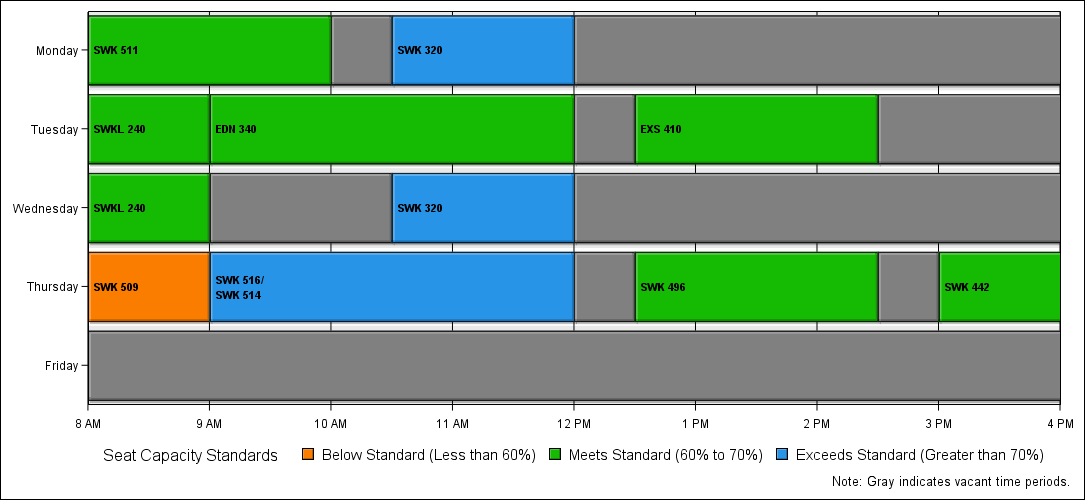 Monday
SWK 511
SWK 320
Tuesday
SWKL 240
EDN 340
EXS 410
Wednesday
SWKL 240
SWK 320
Thursday
SWK 509
SWK 516/
SWK 514
SWK 496
SWK 442
Friday
8 AM 9 AM 10 AM 11 AM 12 PM 1 PM 2 PM 3 PM 4 PM
Seat Capacity Standards Below Standard (Less than 60%) Meets Standard (60% to 70%) Exceeds Standard (Greater than 70%)
Note: Gray indicates vacant time periods.